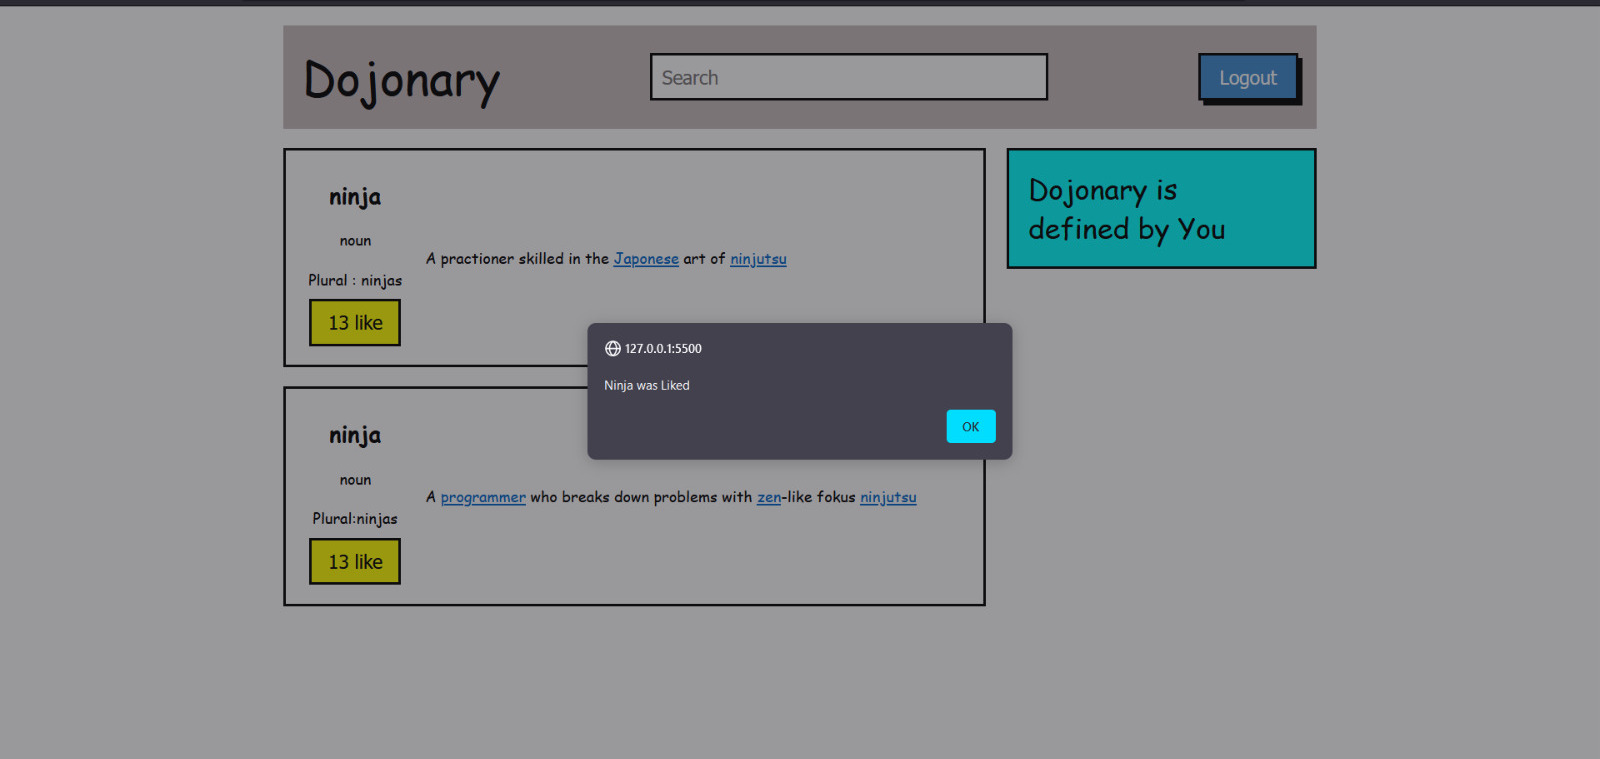 Dojonary
Search
Logout
ninja
noun
Plural : ninjas
13 like
A practioner skilled in the Japonese art of ninjutsu
Dojonary is
defined by You
127.0.0.1:5500
Ninja was Liked
OK
ninja
noun
Plural:ninjas
13 like
A programmer who breaks down problems with zen-like fokus ninjutsu